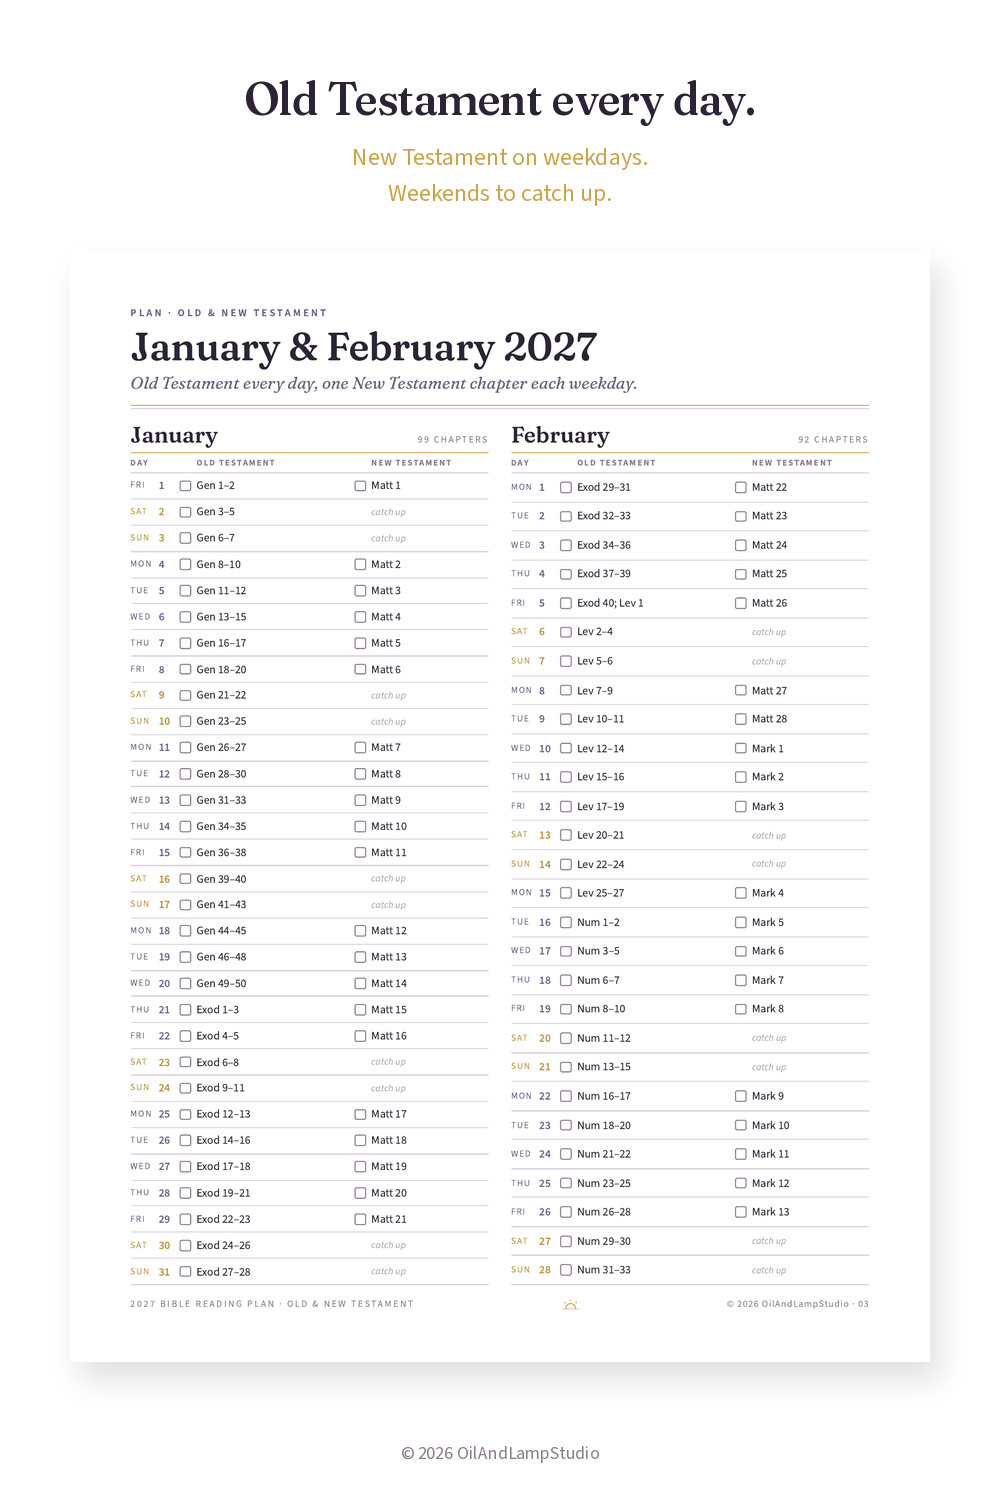 Old Testament every day.
New Testament on weekdays.
Weekends to catch up.
PLAN · OLD & NEW TESTAMENT
January & February 2027
Old Testament every day, one New Testament chapter each weekday.
January 99 CHAPTERS
DAY OLD TESTAMENT NEW TESTAMENT
FRI 1 Gen 1–2 Matt 1
SAT 2 Gen 3–5 catch up
SUN 3 Gen 6–7 catch up
MON 4 Gen 8–10 Matt 2
TUE 5 Gen 11–12 Matt 3
WED 6 Gen 13–15 Matt 4
THU 7 Gen 16–17 Matt 5
FRI 8 Gen 18–20 Matt 6
SAT 9 Gen 21–22 catch up
SUN 10 Gen 23–25 catch up
MON 11 Gen 26–27 Matt 7
TUE 12 Gen 28–30 Matt 8
WED 13 Gen 31–33 Matt 9
THU 14 Gen 34–35 Matt 10
FRI 15 Gen 36–38 Matt 11
SAT 16 Gen 39–40 catch up
SUN 17 Gen 41–43 catch up
MON 18 Gen 44–45 Matt 12
TUE 19 Gen 46–48 Matt 13
WED 20 Gen 49–50 Matt 14
THU 21 Exod 1–3 Matt 15
FRI 22 Exod 4–5 Matt 16
SAT 23 Exod 6–8 catch up
SUN 24 Exod 9–11 catch up
MON 25 Exod 12–13 Matt 17
TUE 26 Exod 14–16 Matt 18
WED 27 Exod 17–18 Matt 19
THU 28 Exod 19–21 Matt 20
FRI 29 Exod 22–23 Matt 21
SAT 30 Exod 24–26 catch up
SUN 31 Exod 27–28 catch up
February 92 CHAPTERS
DAY OLD TESTAMENT NEW TESTAMENT
MON 1 Exod 29–31 Matt 22
TUE 2 Exod 32–33 Matt 23
WED 3 Exod 34–36 Matt 24
THU 4 Exod 37–39 Matt 25
FRI 5 Exod 40; Lev 1 Matt 26
SAT 6 Lev 2–4 catch up
SUN 7 Lev 5–6 catch up
MON 8 Lev 7–9 Matt 27
TUE 9 Lev 10–11 Matt 28
WED 10 Lev 12–14 Mark 1
THU 11 Lev 15–16 Mark 2
FRI 12 Lev 17–19 Mark 3
SAT 13 Lev 20–21 catch up
SUN 14 Lev 22–24 catch up
MON 15 Lev 25–27 Mark 4
TUE 16 Num 1–2 Mark 5
WED 17 Num 3–5 Mark 6
THU 18 Num 6–7 Mark 7
FRI 19 Num 8–10 Mark 8
SAT 20 Num 11–12 catch up
SUN 21 Num 13–15 catch up
MON 22 Num 16–17 Mark 9
TUE 23 Num 18–20 Mark 10
WED 24 Num 21–22 Mark 11
THU 25 Num 23–25 Mark 12
FRI 26 Num 26–28 Mark 13
SAT 27 Num 29–30 catch up
SUN 28 Num 31–33 catch up
2027 BIBLE READING PLAN · OLD & NEW TESTAMENT © 2026 OilAndLampStudio · 03
© 2026 OilAndLampStudio